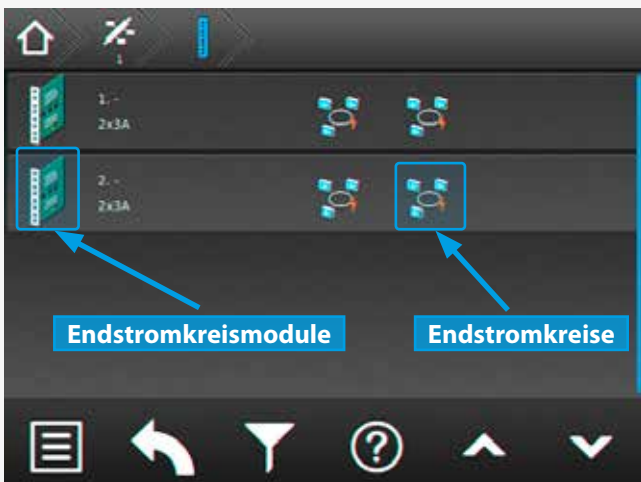 1
1. -
2x3A
2. -
2x3A
Endstromkreismodule
Endstromkreise
?